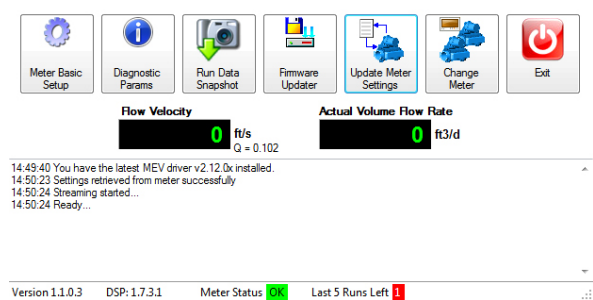 Meter Basic Setup
Diagnostic Params
Run Data Snapshot
Firmware Updater
Update Meter Settings
Change Meter
Exit
Flow Velocity
Actual Volume Flow Rate
0 ft/s
Q = 0.102
0 ft3/d
14:49:40 You have the latest MEV driver v2.12.0x installed.
14:50:23 Settings retrieved from meter successfully
14:50:24 Streaming started...
14:50:24 Ready...
Version 1.1.0.3 DSP: 1.7.3.1 Meter Status OK Last 5 Runs Left 1